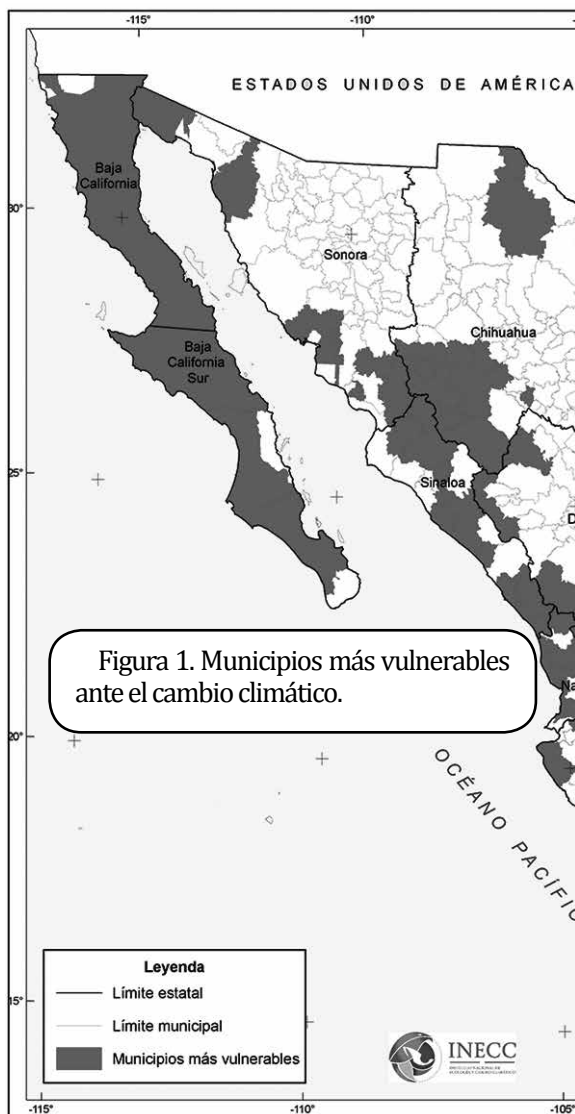 -115°
-110°
ESTADOS UNIDOS DE AMÉRICA
Baja
California
30°
Sonora
Chihuahua
Baja
California
Sur
25°
Sinaloa
D
Figura 1. Municipios más vulnerables
ante el cambio climático.
Na
20°
OCÉANO PACÍFIC
Leyenda
Límite estatal
Límite municipal
Municipios más vulnerables
15°
INECC
-115°
-110°
-105°